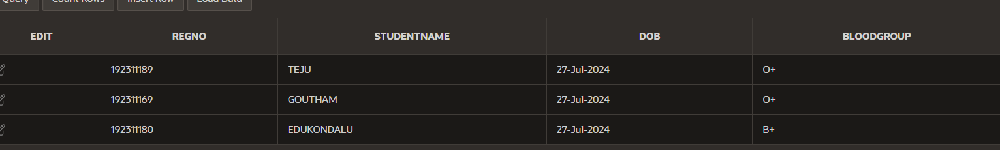 Query Count Rows Insert Row Load Data
EDIT REGNO STUDENTNAME DOB BLOODGROUP
192311189 TEJU 27-Jul-2024 O+
192311169 GOUTHAM 27-Jul-2024 O+
192311180 EDUKONDALU 27-Jul-2024 B+